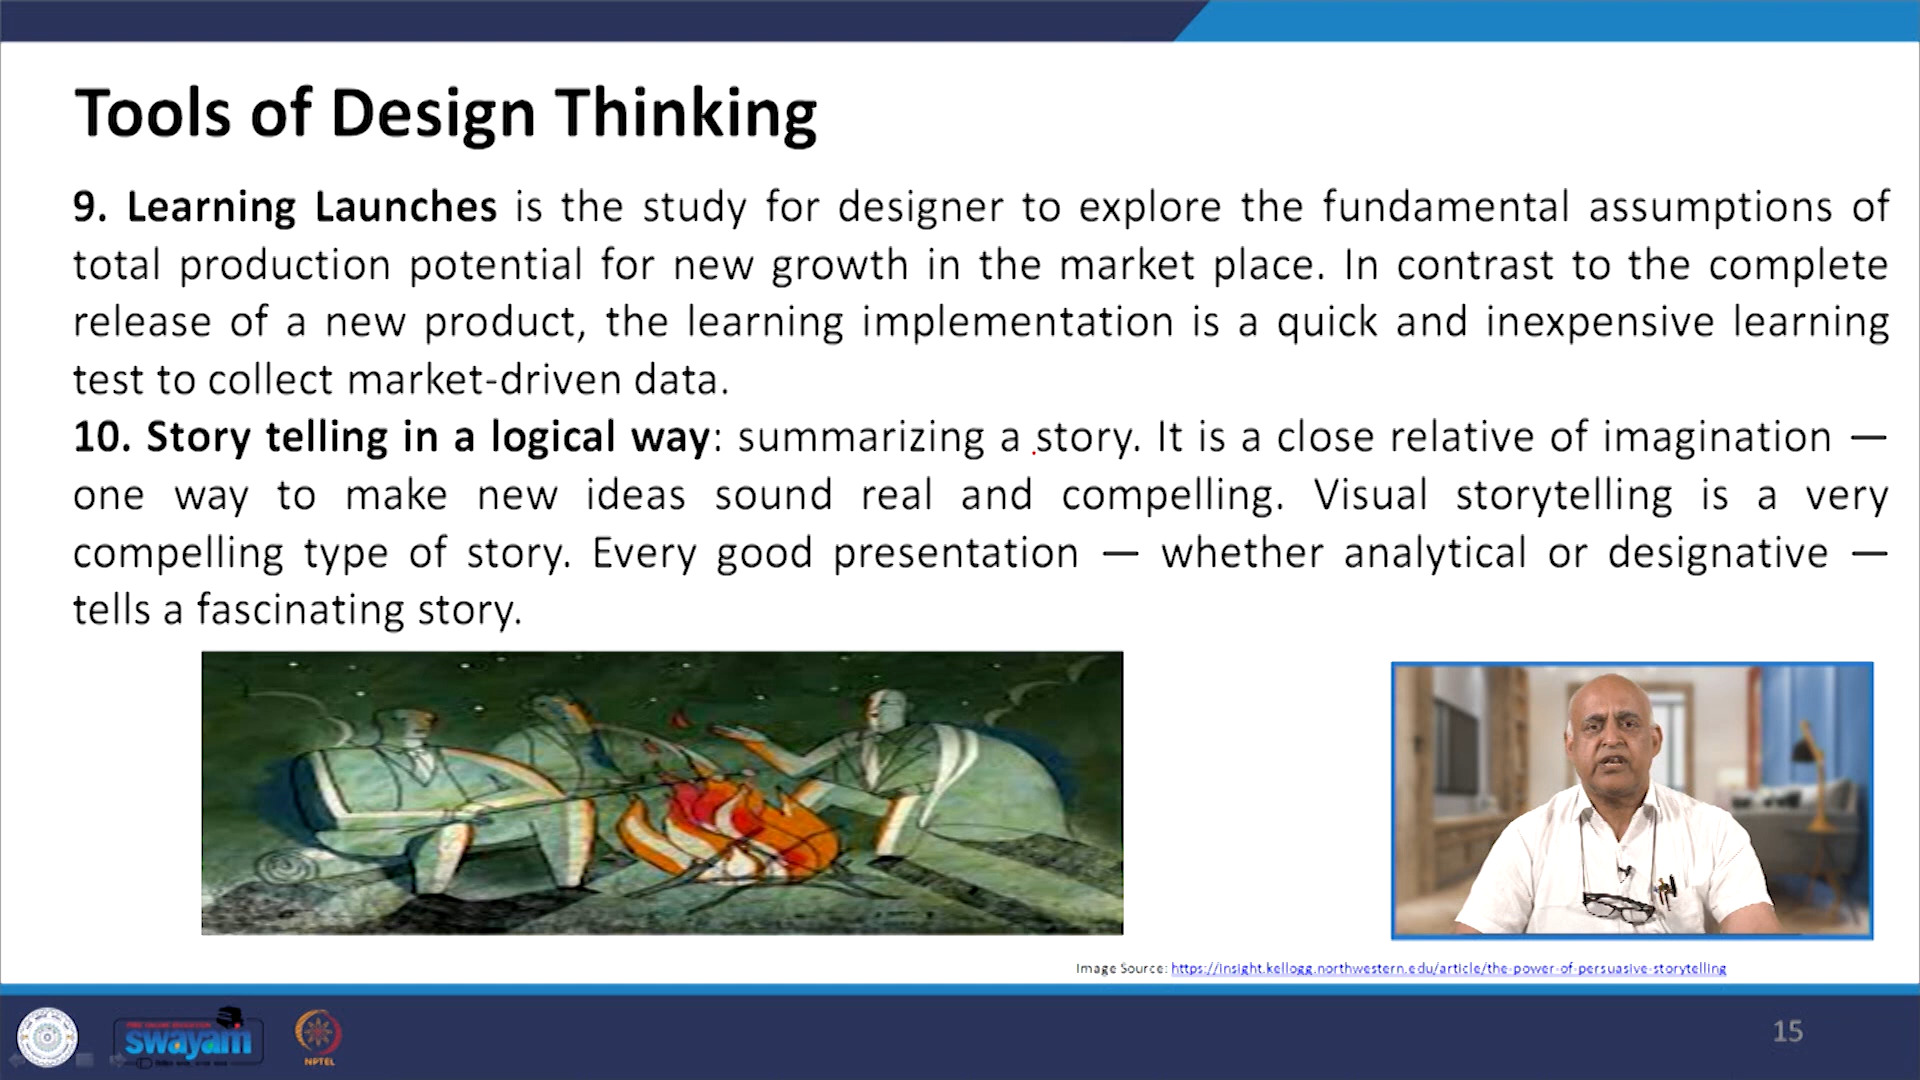 Tools of Design Thinking
9. Learning Launches is the study for designer to explore the fundamental assumptions of
total production potential for new growth in the market place. In contrast to the complete
release of a new product, the learning implementation is a quick and inexpensive learning
test to collect market-driven data.
10. Story telling in a logical way: summarizing a story. It is a close relative of imagination —
one way to make new ideas sound real and compelling. Visual storytelling is a very
compelling type of story. Every good presentation — whether analytical or designative —
tells a fascinating story.
Image Source: https://insight.kellogg.northwestern.edu/article/the-power-of-persuasive-storytelling
swayam
NPTEL
15